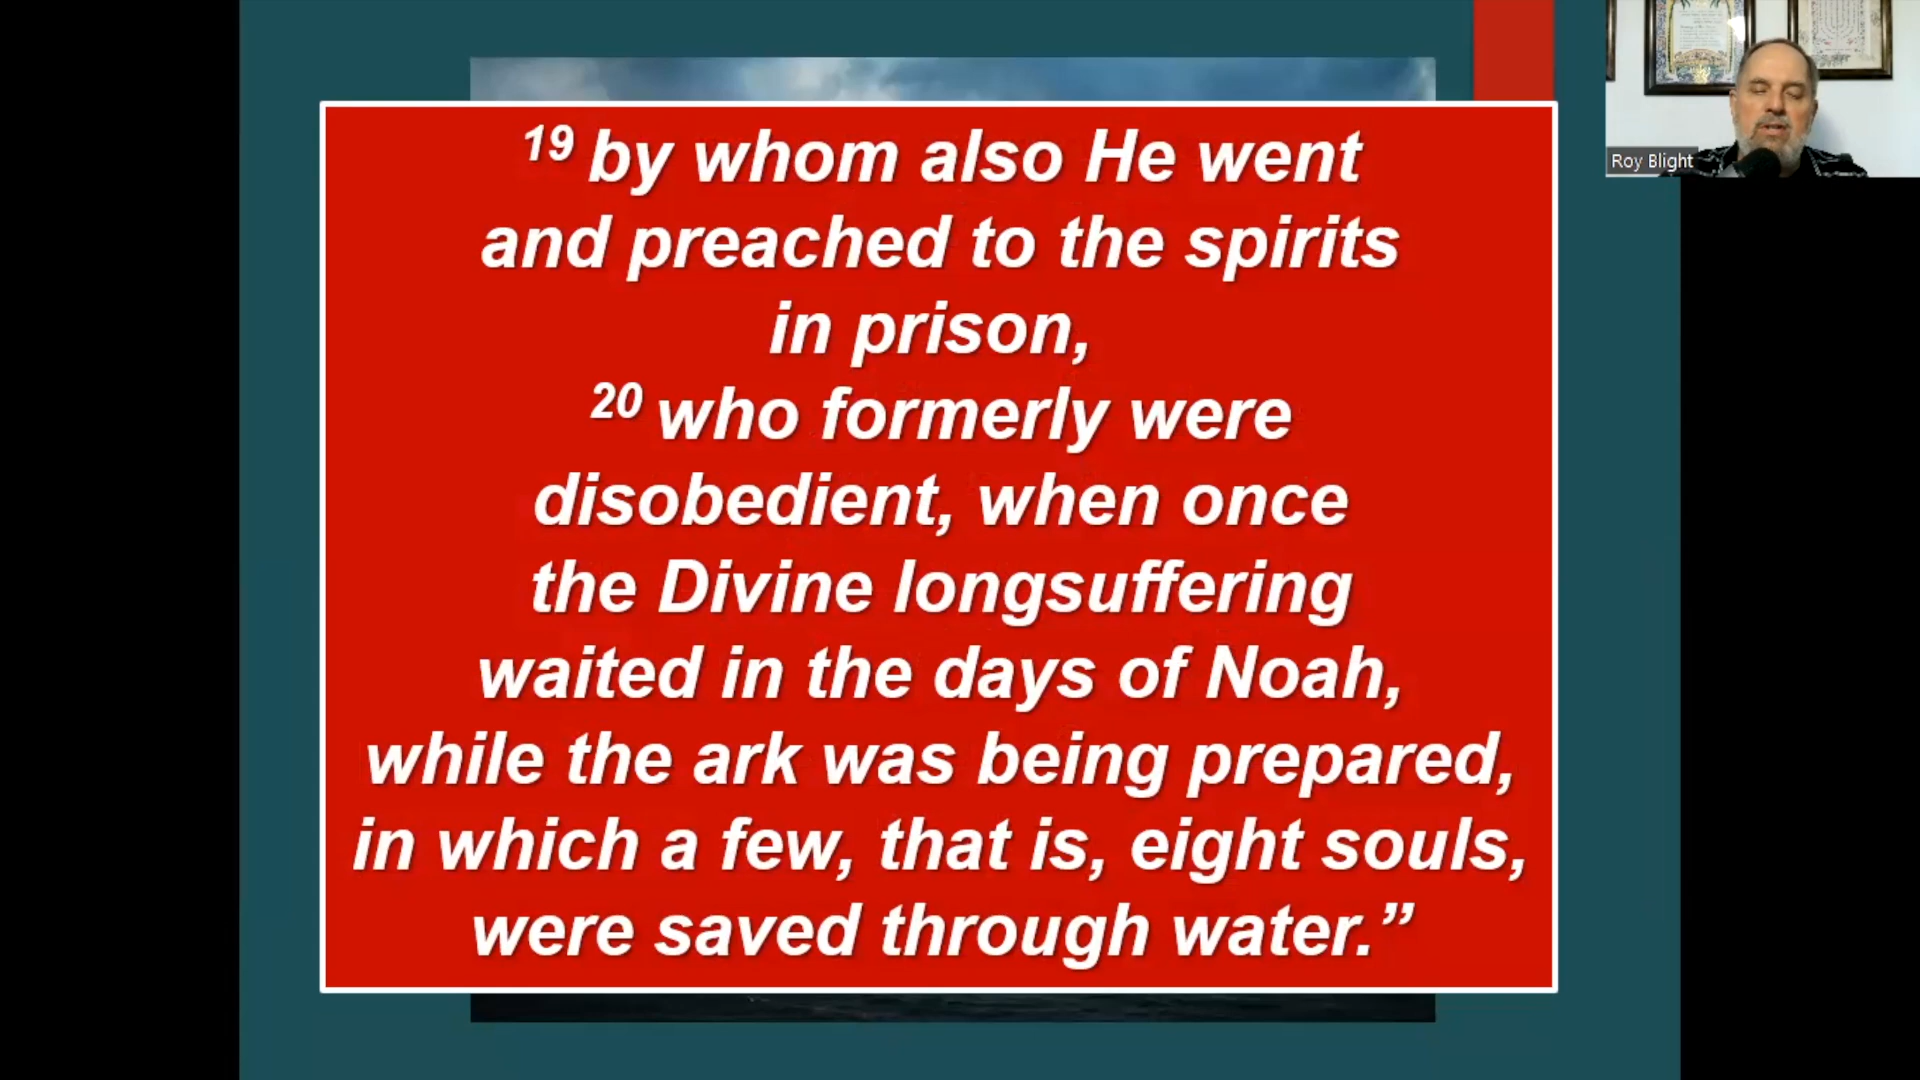 19 by whom also He went
and preached to the spirits
in prison,
20 who formerly were
disobedient, when once
the Divine longsuffering
waited in the days of Noah,
while the ark was being prepared,
in which a few, that is, eight souls,
were saved through water.”
Roy Blight